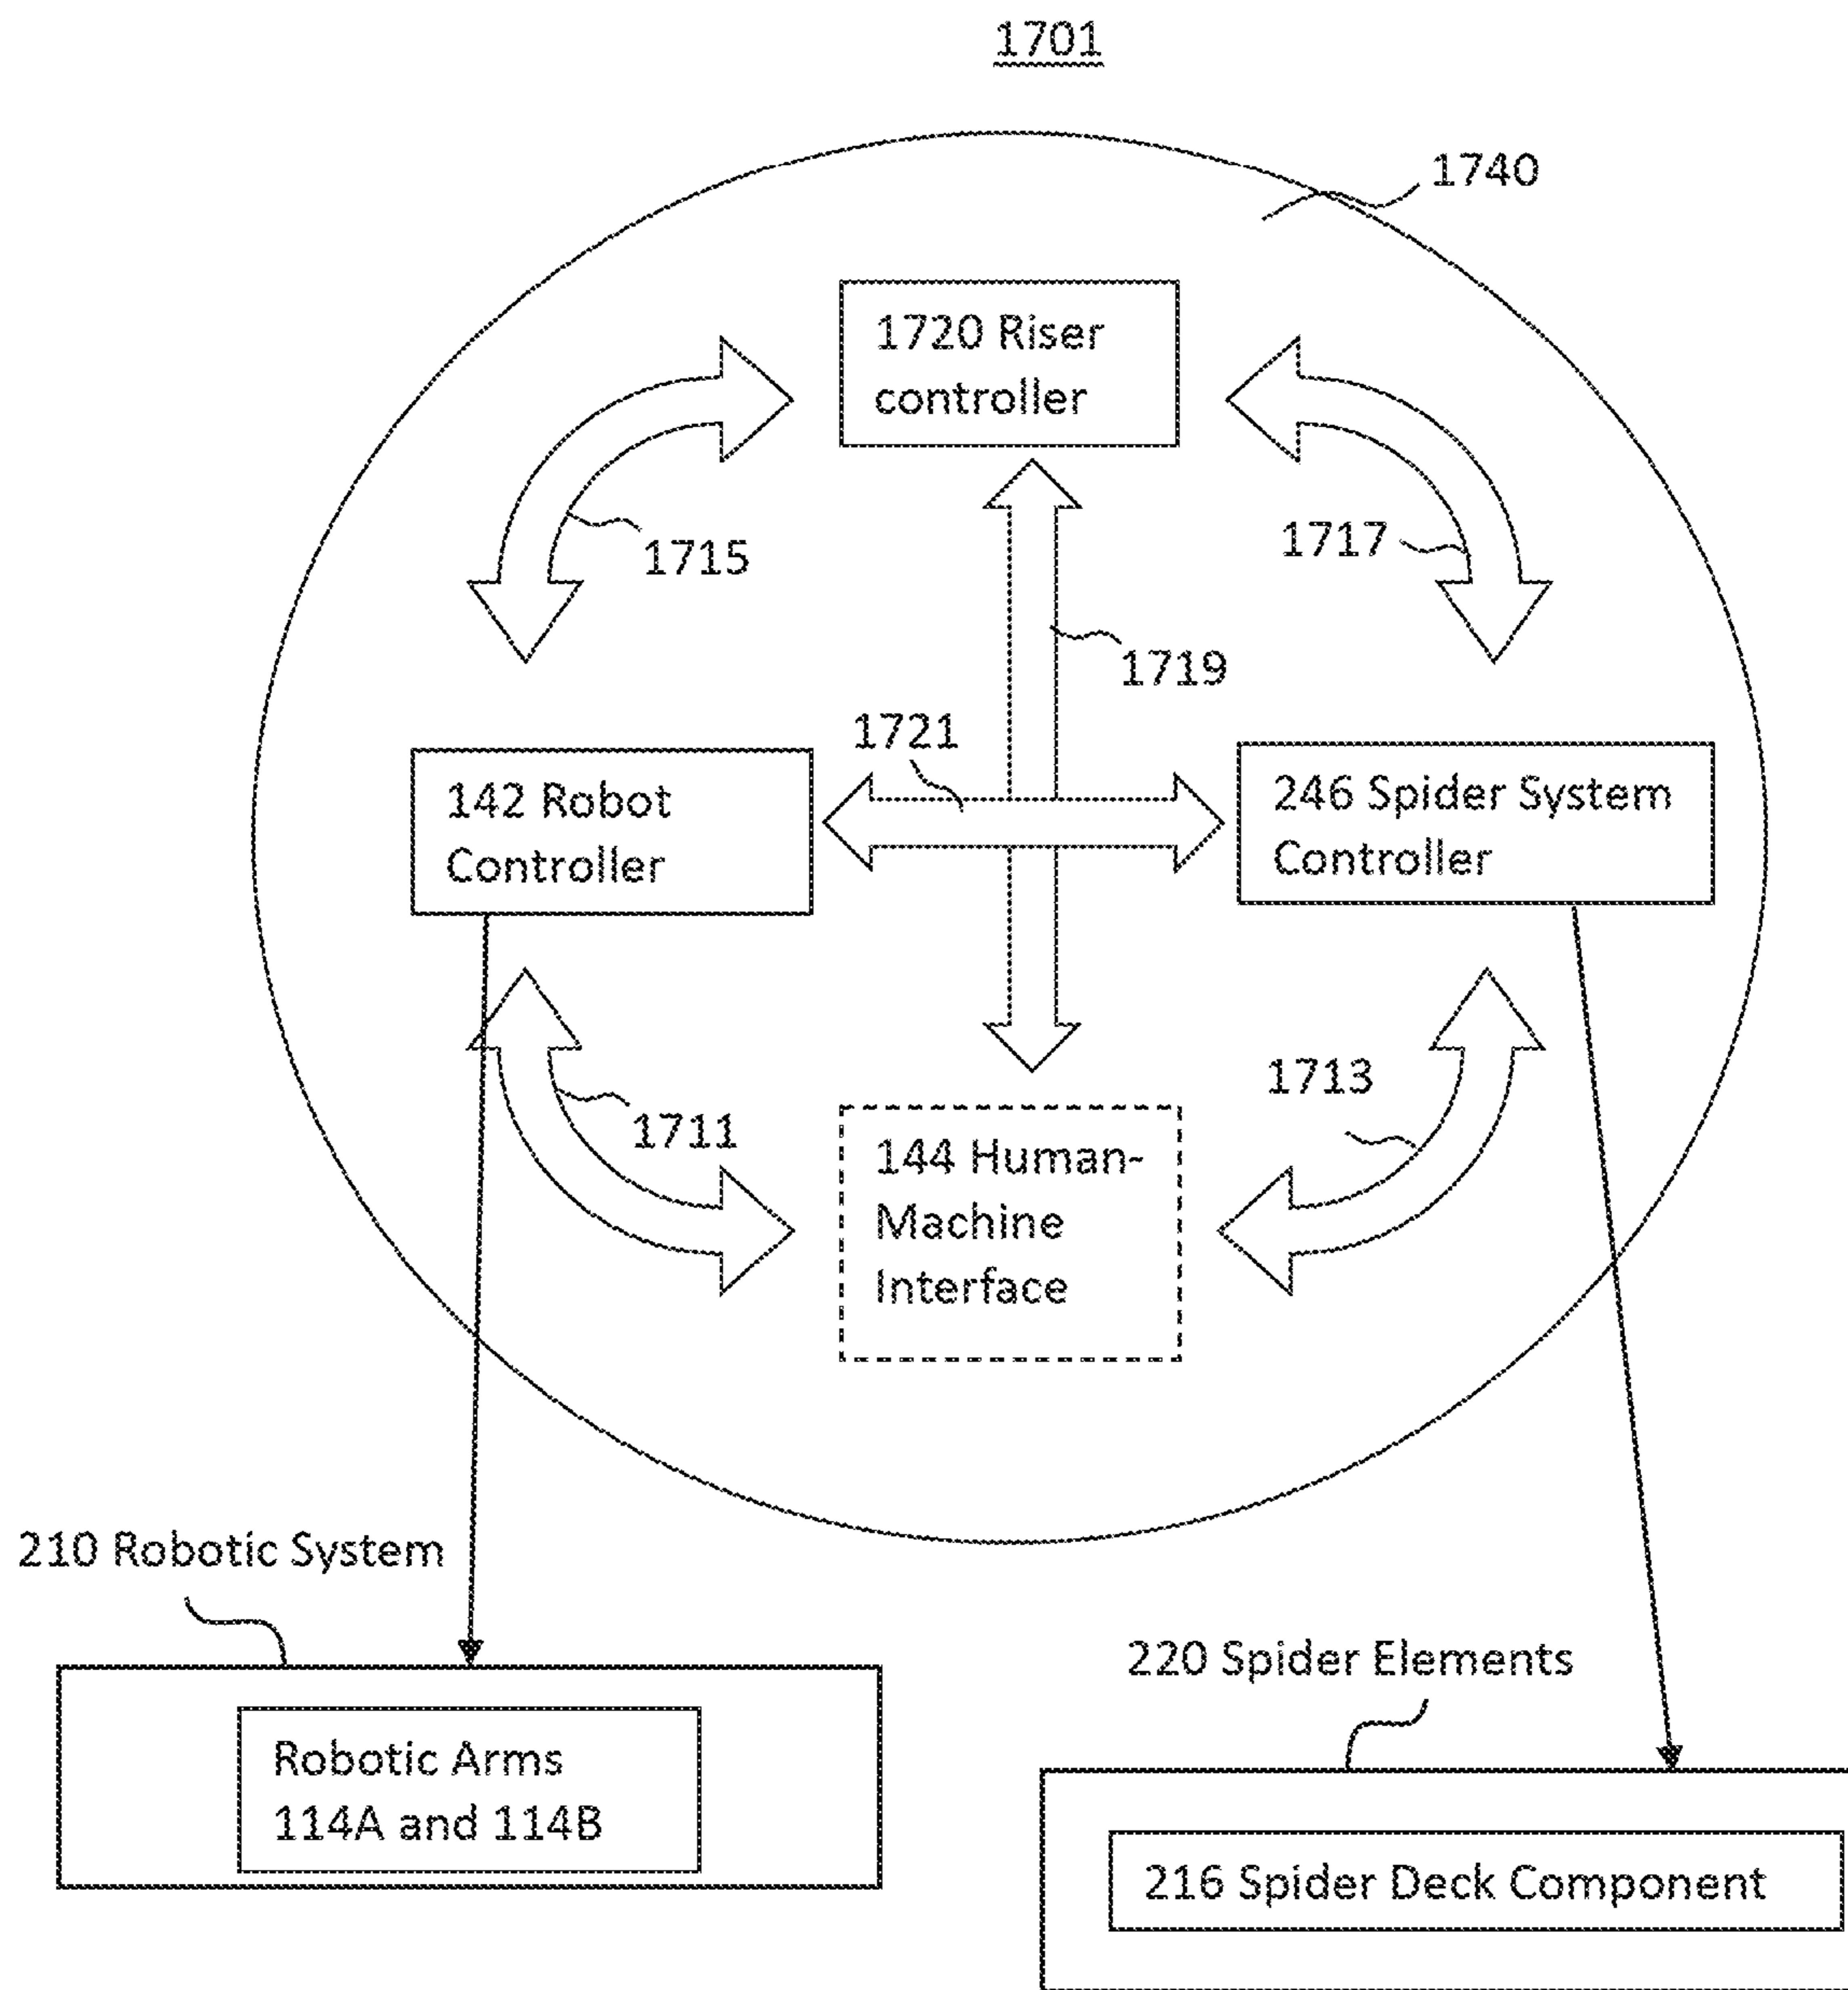 1701
1740
1720 Riser
controller
1715
1717
1719
1721
142 Robot
Controller
246 Spider System
Controller
1711
1713
144 Human-
Machine
Interface
210 Robotic System
Robotic Arms
114A and 114B
220 Spider Elements
216 Spider Deck Component